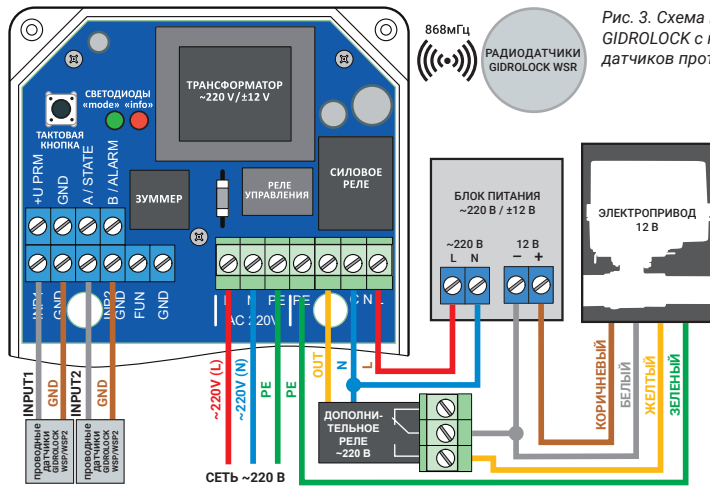 868мГц
РАДИОДАТЧИКИ
GIDROLOCK WSR
Рис. 3. Схема
GIDROLOCK с
датчиков
ТРАНСФОРМАТОР
~220 V/±12 V
СВЕТОДИОДЫ
«mode» «info»
ТАКТОВАЯ
КНОПКА
+U PRM
GND
A / STATE
B / ALARM
ЗУММЕР
РЕЛЕ
УПРАВЛЕНИЯ
СИЛОВОЕ
РЕЛЕ
GND
GND
FUN
GND
N
PE
PE
C
N
L
AC 220V
БЛОК ПИТАНИЯ
~220 В / ±12 В
~220 В
12 В
L
N
−
+
ЭЛЕКТРОПРИВОД
12 В
INPUT1
GND
INPUT2
GND
~220V (L)
~220V (N)
PE
PE
OUT
N
L
КОРИЧНЕВЫЙ
БЕЛЫЙ
ЖЕЛТЫЙ
ЗЕЛЕНЫЙ
проводные
датчики
GIDROLOCK
WSP/WSP2
проводные
датчики
GIDROLOCK
WSP/WSP2
ДОПОЛНИ-
ТЕЛЬНОЕ
РЕЛЕ
~220 В
СЕТЬ ~220 В